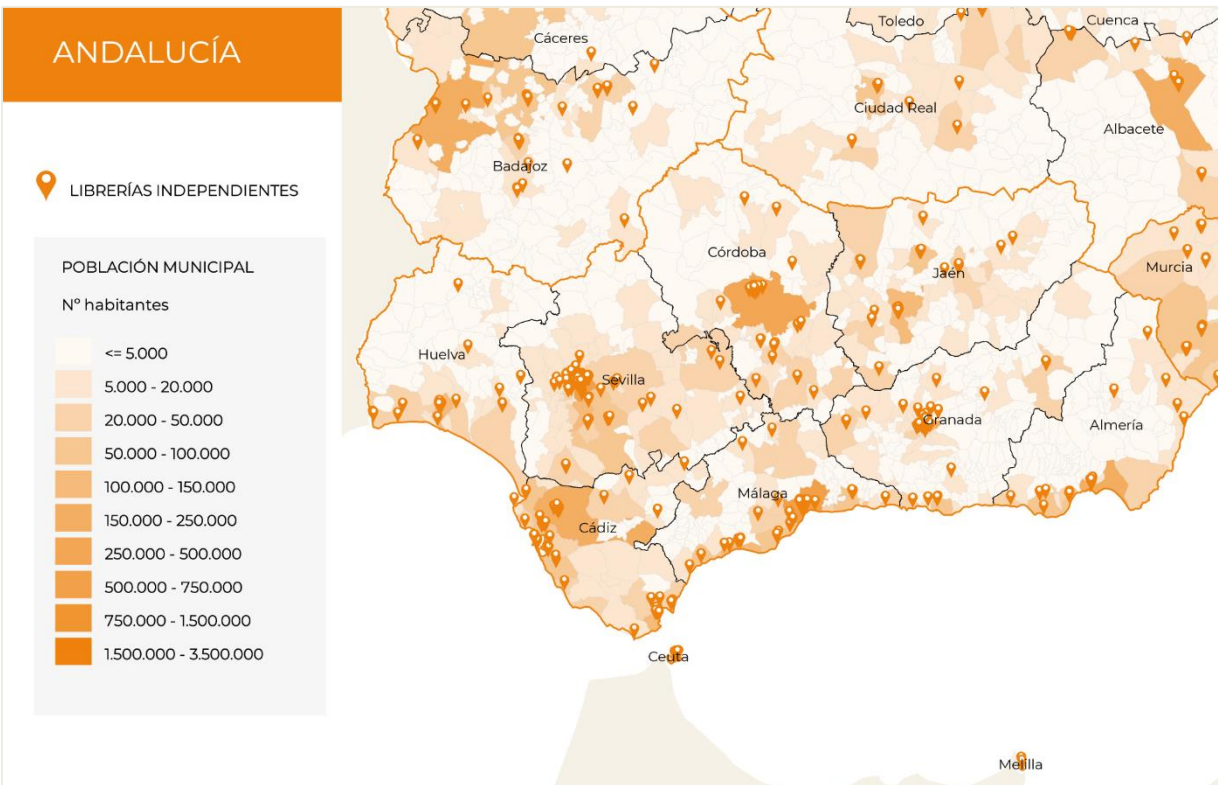 ANDALUCÍA
LIBRERÍAS INDEPENDIENTES
POBLACIÓN MUNICIPAL
Nº habitantes
<= 5.000
5.000 - 20.000
20.000 - 50.000
50.000 - 100.000
100.000 - 150.000
150.000 - 250.000
250.000 - 500.000
500.000 - 750.000
750.000 - 1.500.000
1.500.000 - 3.500.000
Toledo
Cuenca
Cáceres
Ciudad Real
Albacete
Badajoz
Córdoba
Jaén
Murcia
Huelva
Sevilla
Granada
Almería
Málaga
Cádiz
Ceuta
Melilla